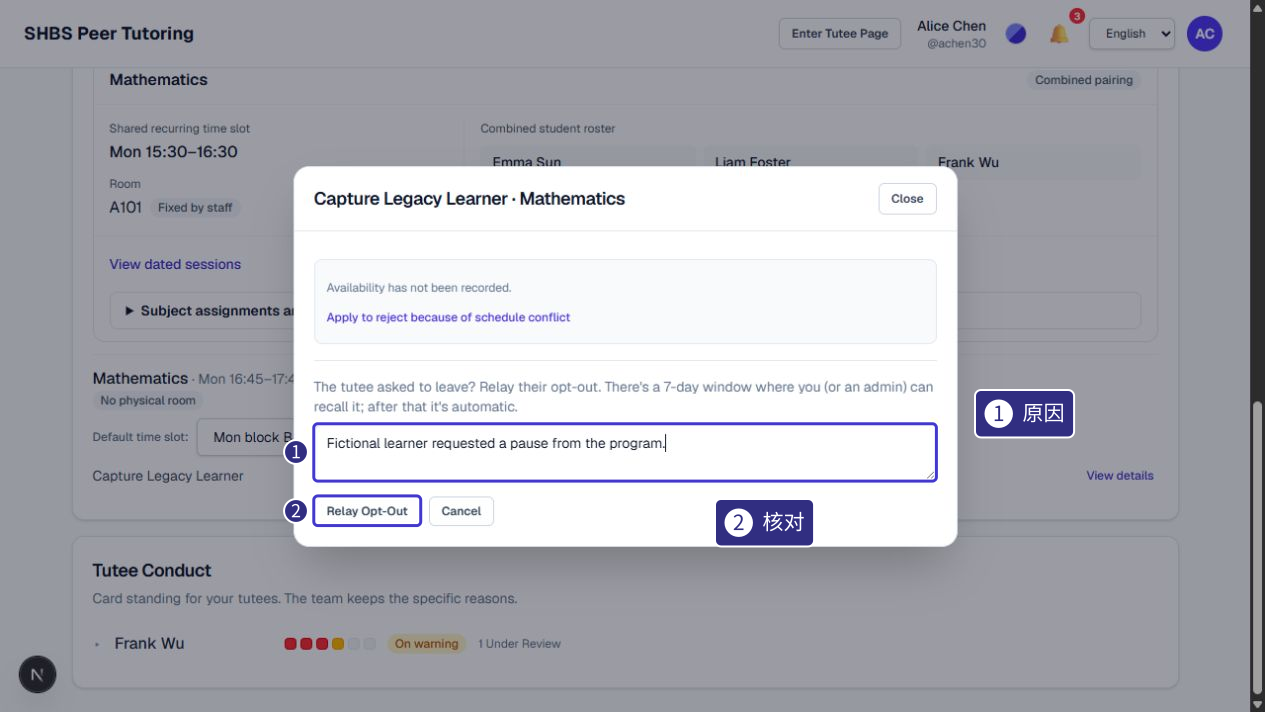 SHBS Peer Tutoring
Enter Tutee Page
Alice Chen
@achen30
3
English
AC
Mathematics
Combined pairing
Shared recurring time slot
Mon 15:30–16:30
Combined student roster
Emma Sun
Liam Foster
Frank Wu
Room
A101 Fixed by staff
Capture Legacy Learner · Mathematics
Close
View dated sessions
Availability has not been recorded.
Apply to reject because of schedule conflict
Subject assignments
Mathematics · Mon 16:45–17:4
No physical room
The tutee asked to leave? Relay their opt-out. There's a 7-day window where you (or an admin) can
recall it; after that it's automatic.
Default time slot: Mon block B
1 Fictional learner requested a pause from the program.
1 原因
Capture Legacy Learner
View details
2 Relay Opt-Out
Cancel
2 核对
Tutee Conduct
Card standing for your tutees. The team keeps the specific reasons.
Frank Wu
On warning
1 Under Review
N